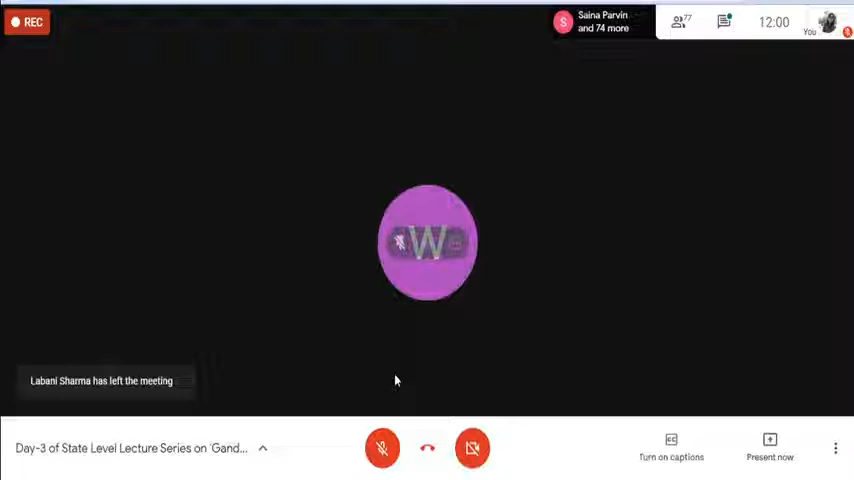 REC
S
Saina Parvin
and 74 more
77
12:00
You
W
Labani Sharma has left the meeting
Day-3 of State Level Lecture Series on 'Gand...
CC
Turn on captions
Present now